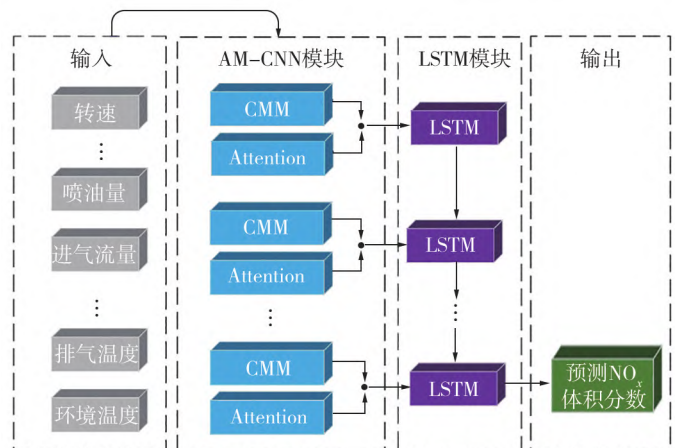 输入
AM-CNN模块
LSTM模块
输出
转速
喷油量
进气流量
排气温度
环境温度
CMM
Attention
CMM
Attention
CMM
Attention
LSTM
LSTM
LSTM
预测NOx
体积分数